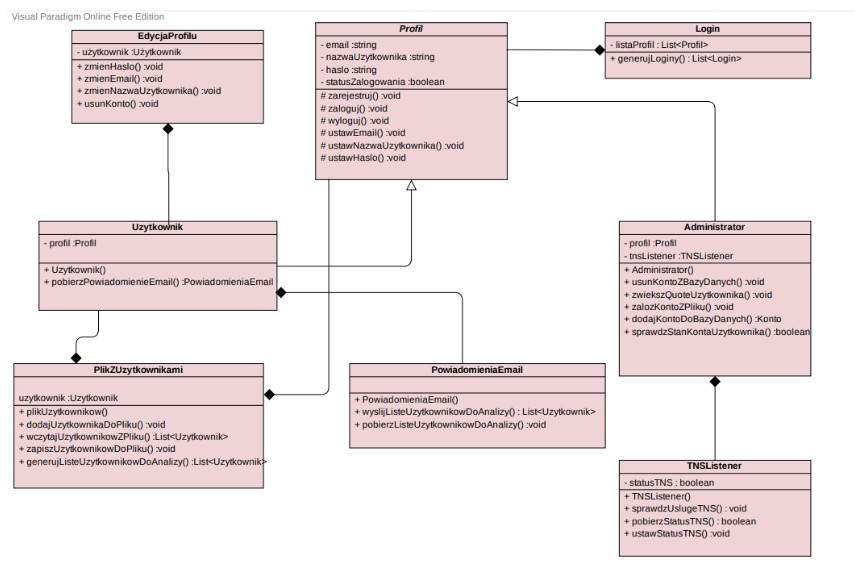 Visual Paradigm Online Free Edition
EdycjaProfilu
- użytkownik :Użytkownik
+ zmienHaslo() :void
+ zmienEmail() :void
+ zmienNazwaUzytkownika() :void
+ usunKonto() :void
Profil
- email :string
- nazwaUzytkownika :string
- haslo :string
- statusZalogowania :boolean
# zarejestruj() :void
# zaloguj() :void
# wyloguj() :void
# ustawEmail() :void
# ustawNazwaUzytkownika() :void
# ustawHaslo() :void
Login
- listaProfil : List<Profil>
+ generujLoginy() : List<Login>
Uzytkownik
- profil :Profil
+ Uzytkownik()
+ pobierzPowiadomienieEmail() :PowiadomieniaEmail
Administrator
- profil :Profil
- tnsListener :TNSListener
+ Administrator()
+ usunKontoZBazyDanych() :void
+ zwiekszQuoteUzytkownika() :void
+ zalozKontoZPliku() :void
+ dodajKontoDoBazyDanych() :Konto
+ sprawdzStanKontaUzytkownika() :boolean
PlikZUzytkownikami
uzytkownik :Uzytkownik
+ plikUzytkownikow()
+ dodajUzytkownikaDoPliku() :void
+ wczytajUzytkownikowZPliku() :List<Uzytkownik>
+ zapiszUzytkownikowDoPliku() :void
+ generujListeUzytkownikowDoAnalizy() :List<Uzytkownik>
PowiadomieniaEmail
+ PowiadomieniaEmail()
+ wyslijListeUzytkownikowDoAnalizy() : List<Uzytkownik>
+ pobierzListeUzytkownikowDoAnalizy() :void
TNSListener
- statusTNS : boolean
+ TNSListener()
+ sprawdzUslugeTNS() : void
+ pobierzStatusTNS() : boolean
+ ustawStatusTNS() :void